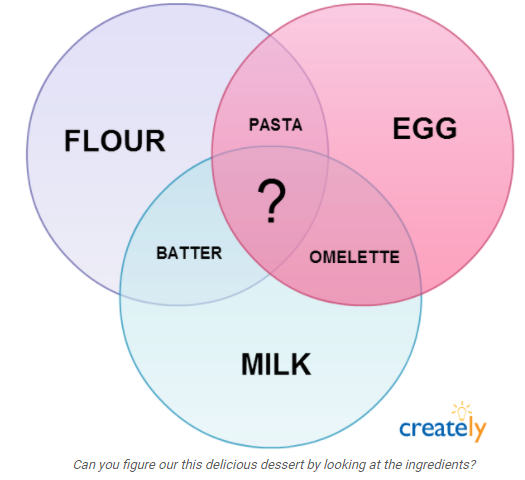 PASTA
FLOUR
EGG
?
BATTER
OMELETTE
MILK
creately
Can you figure our this delicious dessert by looking at the ingredients?